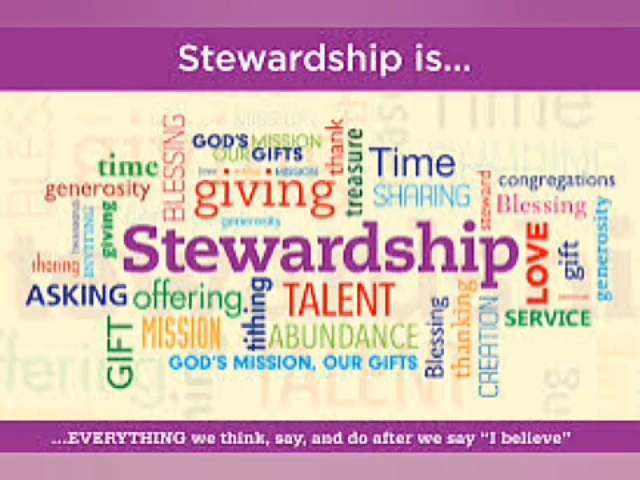 Stewardship is...
BLESSING
GOD'S MISSION
OUR GIFTS
thank
treasure
Time
time
generosity
giving
SHARING
steward
congregations
Blessing
generosity
giving
generosity
Stewardship
LOVE
gift
sharing
ASKING
offering
tithing
TALENT
Blessing
thanking
CREATION
SERVICE
GIFT
MISSION
ABUNDANCE
GOD'S MISSION, OUR GIFTS
...EVERYTHING we think, say, and do after we say “I believe”